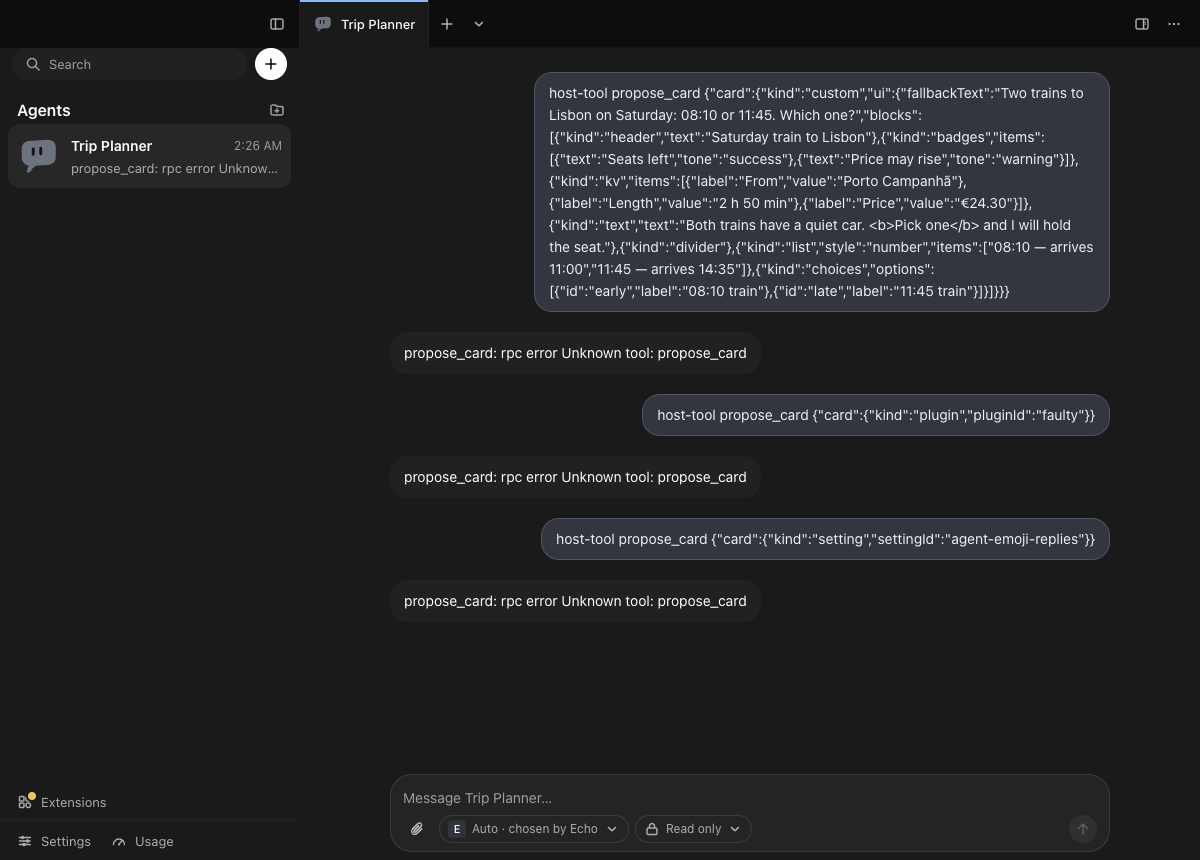 Trip Planner
Search
Agents
Trip Planner
2:26 AM
propose_card: rpc error Unknow...
host-tool propose_card {"card":{"kind":"custom","ui":{"fallbackText":"Two trains to
Lisbon on Saturday: 08:10 or 11:45. Which one?","blocks":
[{"kind":"header","text":"Saturday train to Lisbon"},{"kind":"badges","items":
[{"text":"Seats left","tone":"success"},{"text":"Price may rise","tone":"warning"}]},
{"kind":"kv","items":[{"label":"From","value":"Porto Campanhã"},
{"label":"Length","value":"2 h 50 min"},{"label":"Price","value":"€24.30"}]},
{"kind":"text","text":"Both trains have a quiet car. <b>Pick one</b> and I will hold
the seat."},{"kind":"divider"},{"kind":"list","style":"number","items":["08:10 — arrives
11:00","11:45 — arrives 14:35"]},{"kind":"choices","options":
[{"id":"early","label":"08:10 train"},{"id":"late","label":"11:45 train"}]}]}}}
propose_card: rpc error Unknown tool: propose_card
host-tool propose_card {"card":{"kind":"plugin","pluginId":"faulty"}}
propose_card: rpc error Unknown tool: propose_card
host-tool propose_card {"card":{"kind":"setting","settingId":"agent-emoji-replies"}}
propose_card: rpc error Unknown tool: propose_card
Message Trip Planner...
E Auto · chosen by Echo
Read only
Extensions
Settings
Usage